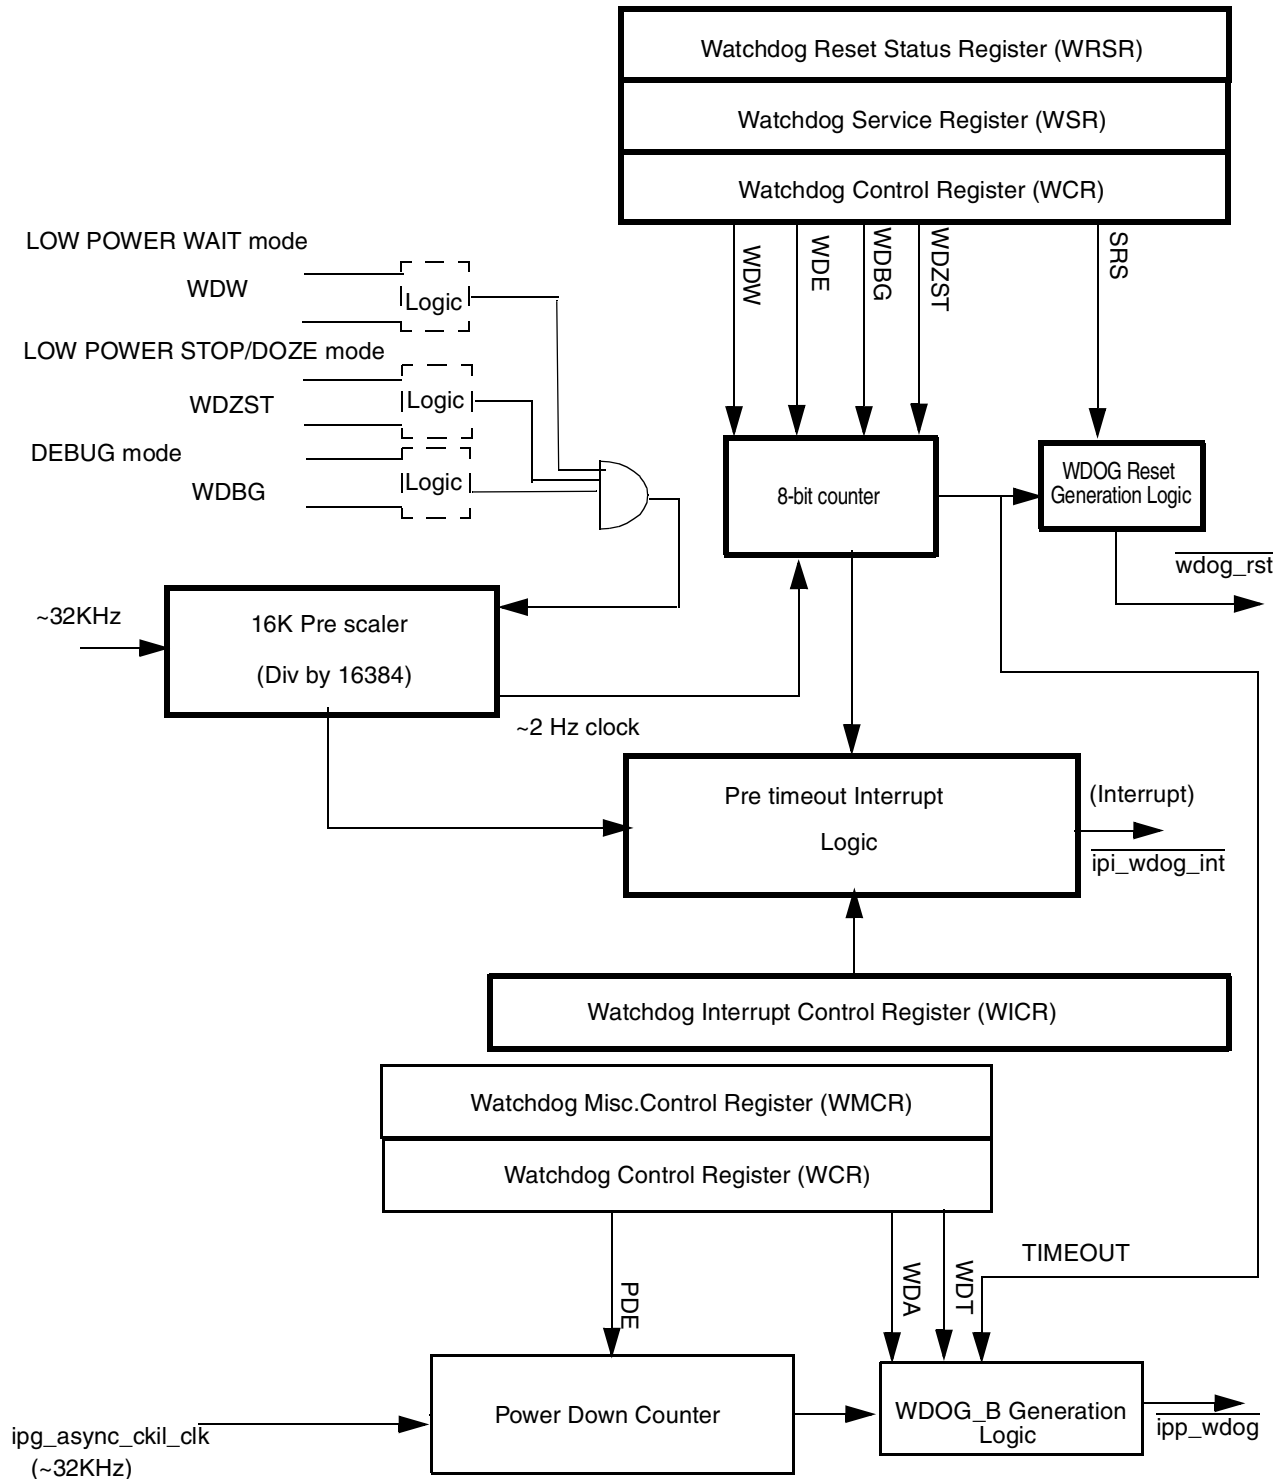 Watchdog Reset Status Register (WRSR)
Watchdog Service Register (WSR)
Watchdog Control Register (WCR)
WDW
WDE
WDBG
WDZST
SRS
LOW POWER WAIT mode
WDW
Logic
LOW POWER STOP/DOZE mode
WDZST
Logic
DEBUG mode
WDBG
Logic
8-bit counter
WDOG Reset
Generation Logic
wdog_rst
~32KHz
16K Pre scaler
(Div by 16384)
~2 Hz clock
Pre timeout Interrupt
Logic
(Interrupt)
ipi_wdog_int
Watchdog Interrupt Control Register (WICR)
Watchdog Misc.Control Register (WMCR)
Watchdog Control Register (WCR)
PDE
WDA
WDT
TIMEOUT
Power Down Counter
WDOG_B Generation
Logic
ipp_wdog
ipg_async_ckil_clk
(~32KHz)